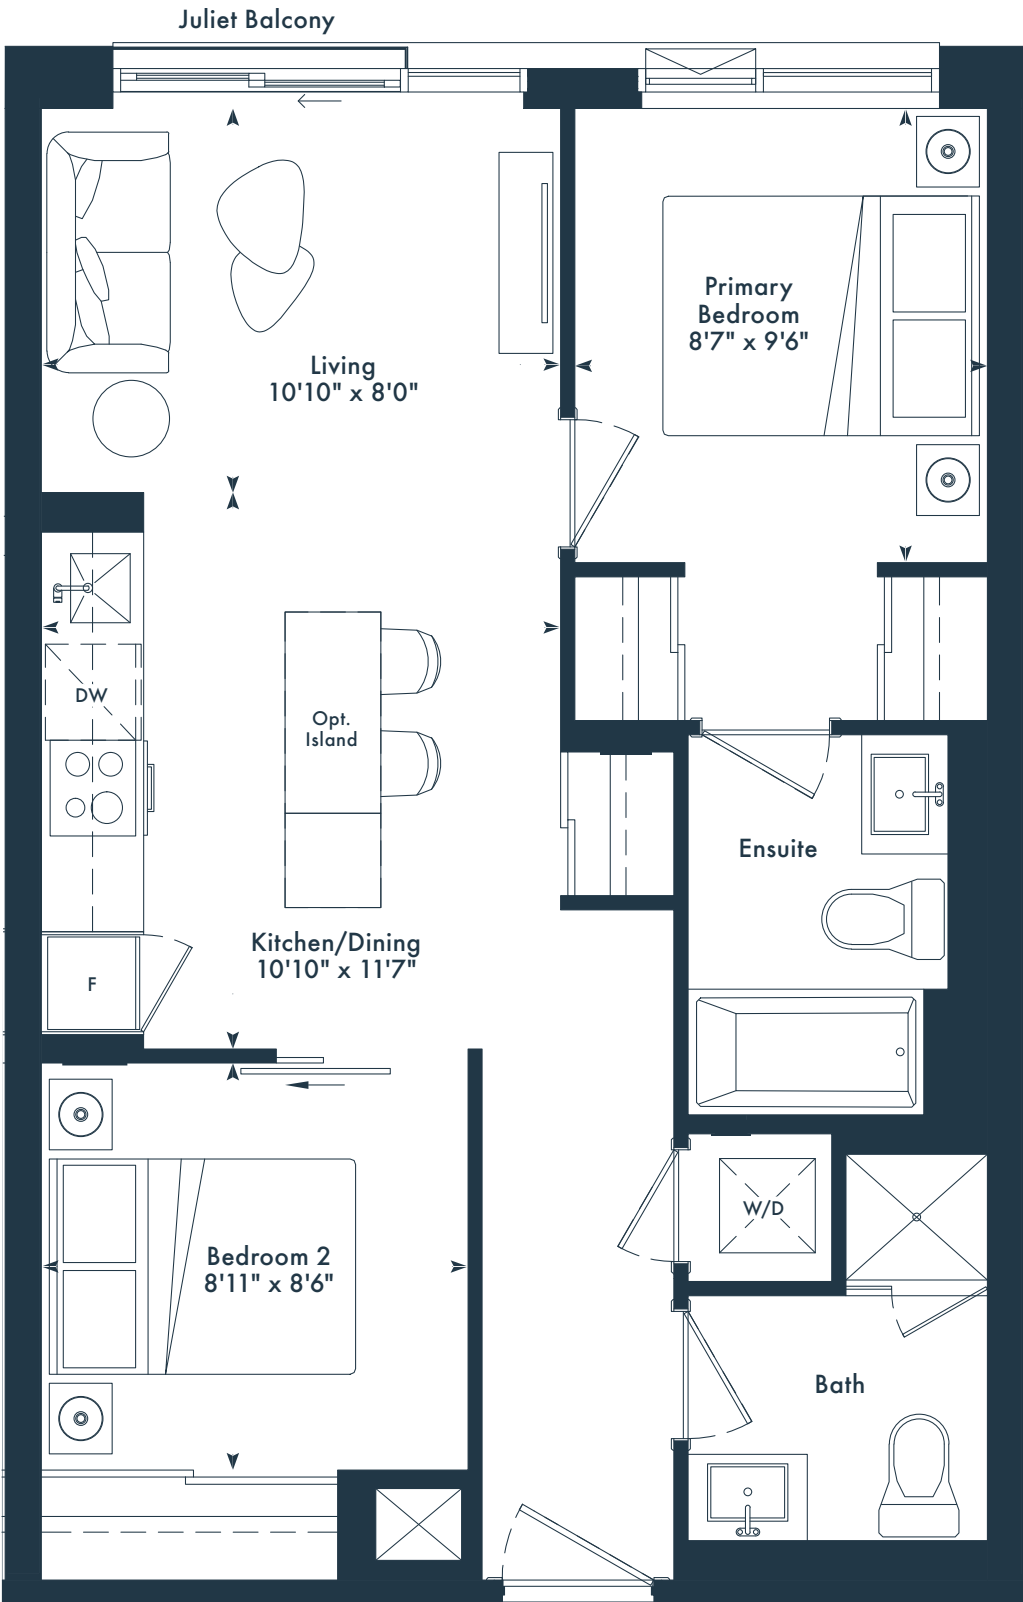 Juliet Balcony
Primary
Bedroom
8'7" x 9'6"
Living
10'10" x 8'0"
DW
Opt.
Island
Ensuite
Kitchen/Dining
10'10" x 11'7"
F
W/D
Bedroom 2
8'11" x 8'6"
Bath